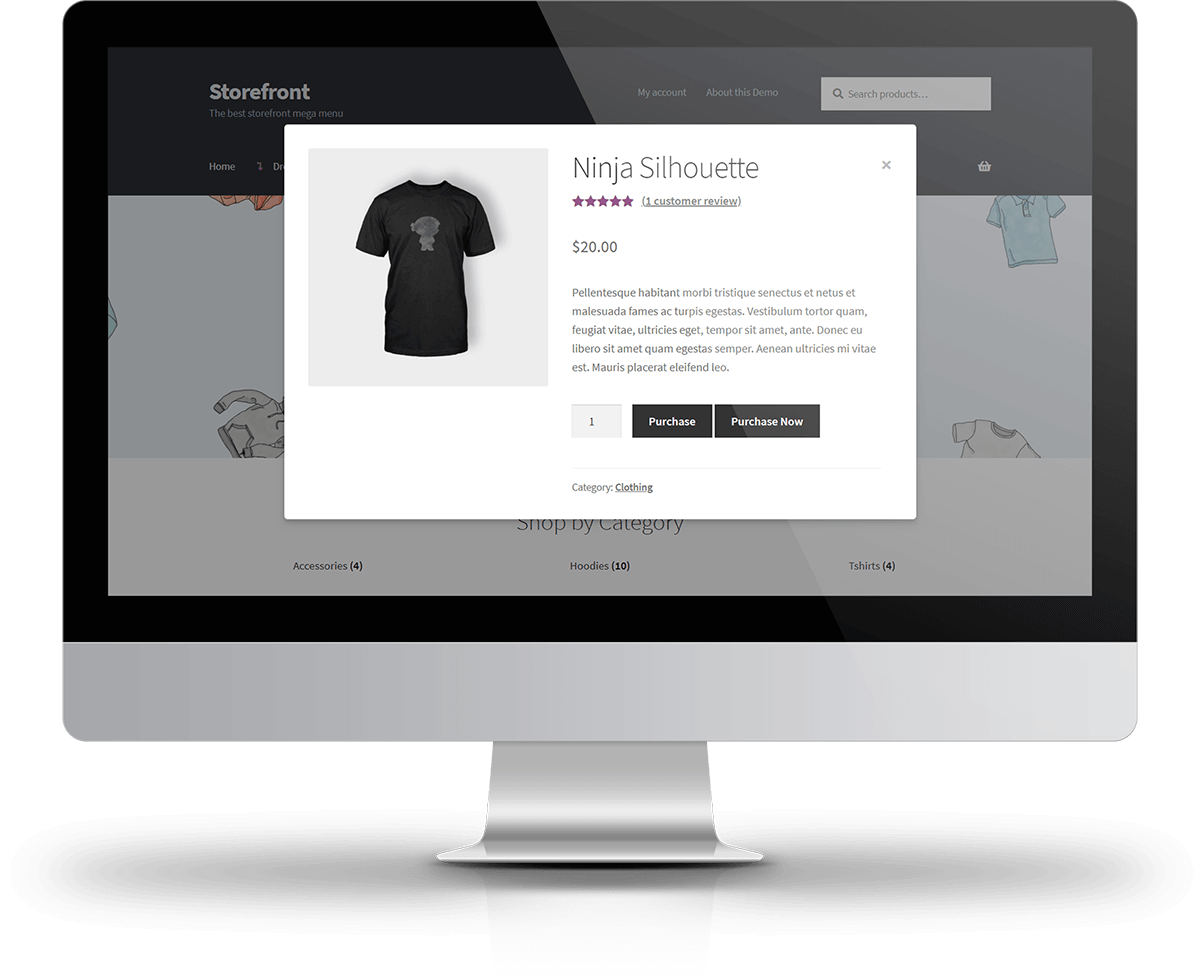 Storefront
The best storefront mega menu
My account
About this Demo
Search products...
Home
Ninja Silhouette
×
(1 customer review)
$20.00
Pellentesque habitant morbi tristique senectus et netus et
malesuada fames ac turpis egestas. Vestibulum tortor quam,
feugiat vitae, ultricies eget, tempor sit amet, ante. Donec eu
libero sit amet quam egestas semper. Aenean ultricies mi vitae
est. Mauris placerat eleifend leo.
1
Purchase
Purchase Now
Category: Clothing
Shop by Category
Accessories (4)
Hoodies (10)
Tshirts (4)